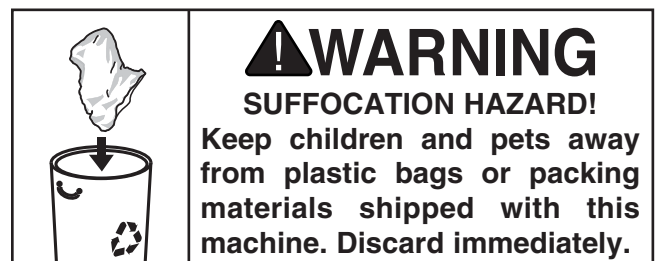 WARNING
SUFFOCATION HAZARD!
Keep children and pets away
from plastic bags or packing
materials shipped with this
machine. Discard immediately.